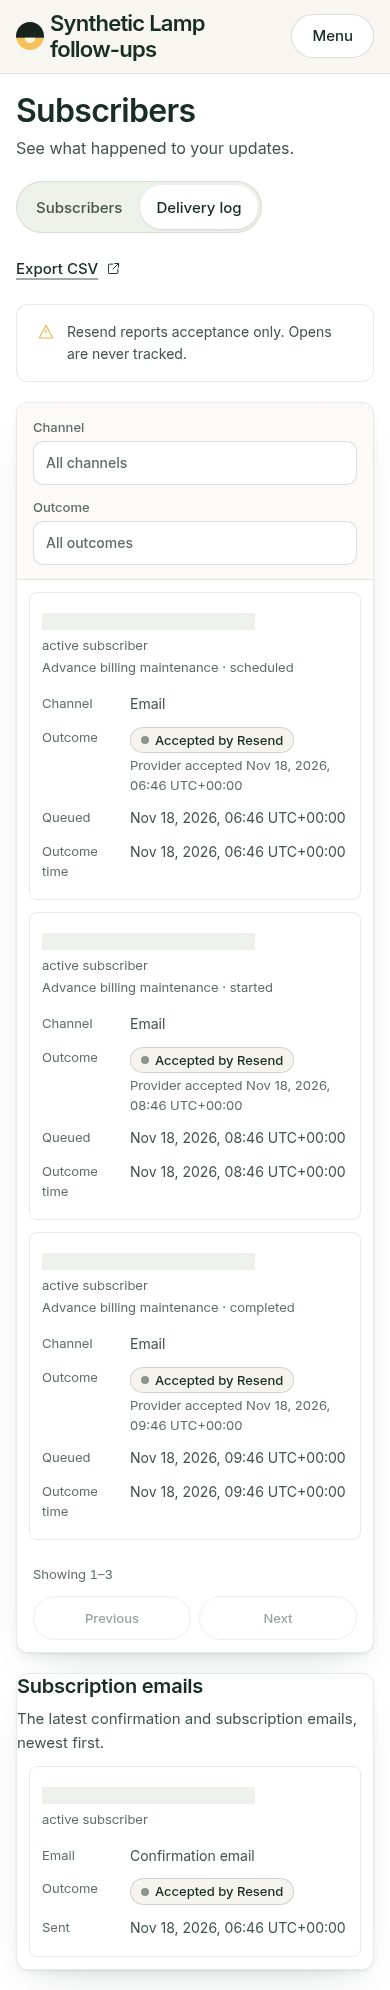 Synthetic Lamp
follow-ups
Menu
Subscribers
See what happened to your updates.
Subscribers
Delivery log
Export CSV
Resend reports acceptance only. Opens
are never tracked.
Channel
All channels
Outcome
All outcomes
active subscriber
Advance billing maintenance · scheduled
Channel
Email
Outcome
Accepted by Resend
Provider accepted Nov 18, 2026,
06:46 UTC+00:00
Queued
Nov 18, 2026, 06:46 UTC+00:00
Outcome
time
Nov 18, 2026, 06:46 UTC+00:00
active subscriber
Advance billing maintenance · started
Channel
Email
Outcome
Accepted by Resend
Provider accepted Nov 18, 2026,
08:46 UTC+00:00
Queued
Nov 18, 2026, 08:46 UTC+00:00
Outcome
time
Nov 18, 2026, 08:46 UTC+00:00
active subscriber
Advance billing maintenance · completed
Channel
Email
Outcome
Accepted by Resend
Provider accepted Nov 18, 2026,
09:46 UTC+00:00
Queued
Nov 18, 2026, 09:46 UTC+00:00
Outcome
time
Nov 18, 2026, 09:46 UTC+00:00
Showing 1–3
Previous
Next
Subscription emails
The latest confirmation and subscription emails,
newest first.
active subscriber
Email
Confirmation email
Outcome
Accepted by Resend
Sent
Nov 18, 2026, 06:46 UTC+00:00